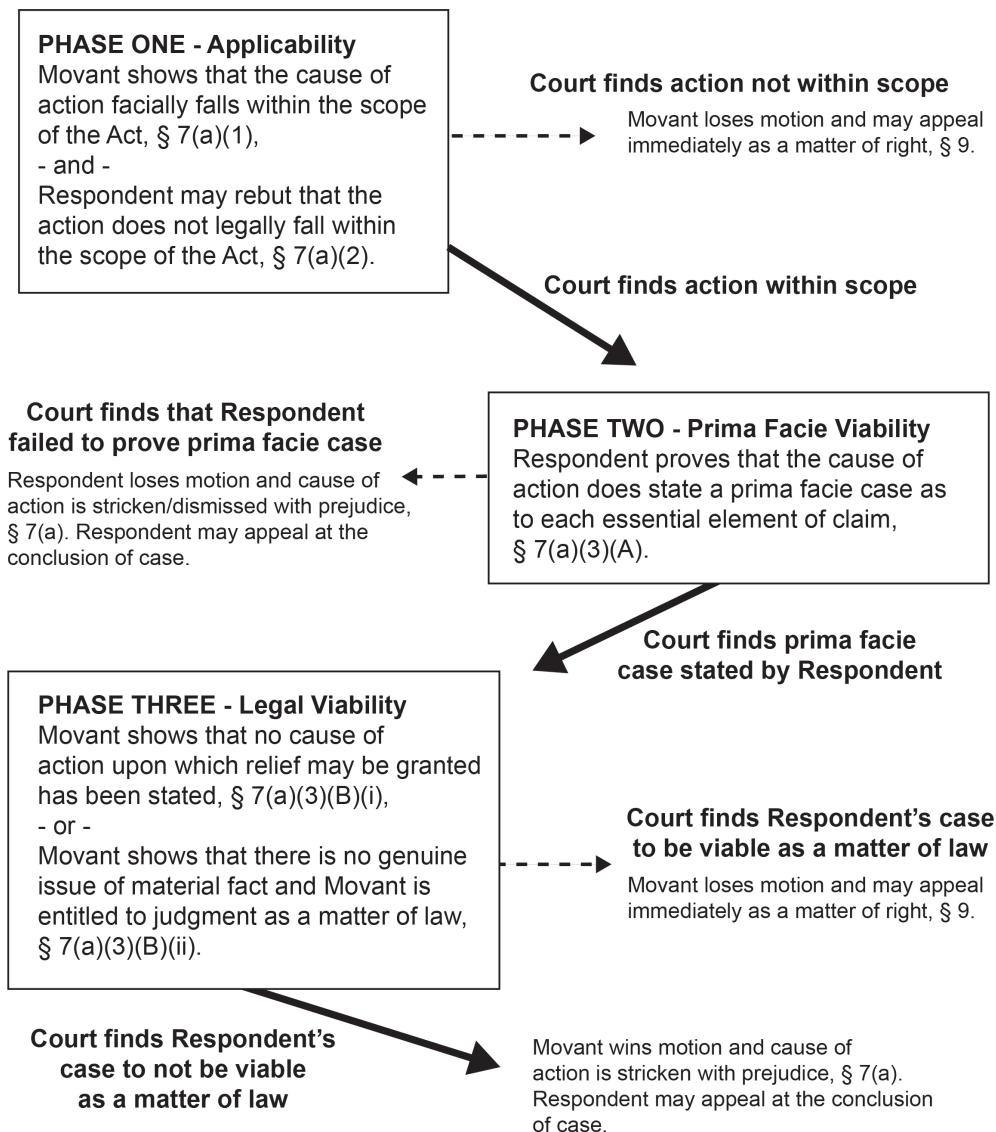 PHASE ONE - Applicability
Movant shows that the cause of
action facially falls within the scope
of the Act, § 7(a)(1),
- and -
Respondent may rebut that the
action does not legally fall within
the scope of the Act, § 7(a)(2).
Court finds action not within scope
Movant loses motion and may appeal
immediately as a matter of right, § 9.
Court finds action within scope
Court finds that Respondent
failed to prove prima facie case
Respondent loses motion and cause of
action is stricken/dismissed with prejudice,
§ 7(a). Respondent may appeal at the
conclusion of case.
PHASE TWO - Prima Facie Viability
Respondent proves that the cause of
action does state a prima facie case as
to each essential element of claim,
§ 7(a)(3)(A).
Court finds prima facie
case stated by Respondent
PHASE THREE - Legal Viability
Movant shows that no cause of
action upon which relief may be granted
has been stated, § 7(a)(3)(B)(i),
- or -
Movant shows that there is no genuine
issue of material fact and Movant is
entitled to judgment as a matter of law,
§ 7(a)(3)(B)(ii).
Court finds Respondent’s case
to be viable as a matter of law
Movant loses motion and may appeal
immediately as a matter of right, § 9.
Court finds Respondent’s
case to not be viable
as a matter of law
Movant wins motion and cause of
action is stricken with prejudice, § 7(a).
Respondent may appeal at the conclusion
of case.